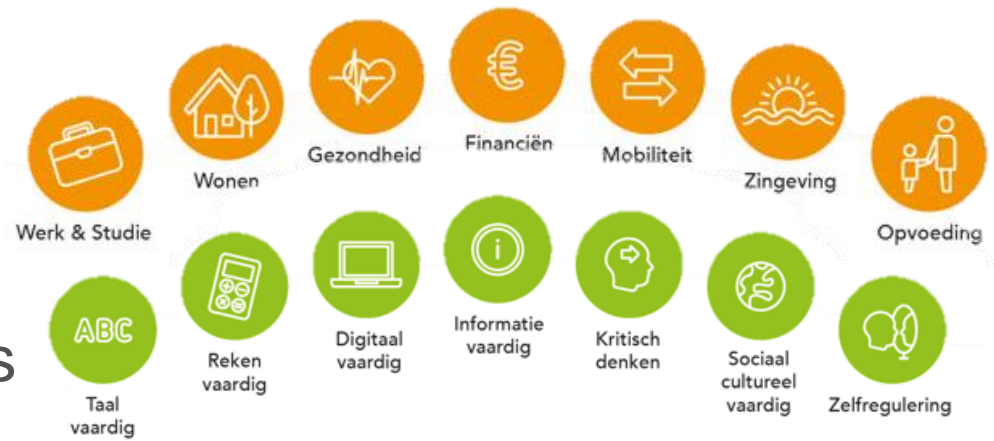 Werk & Studie
Wonen
Gezondheid
€
Financiën
Mobiliteit
Zingeving
Opvoeding
s
ABC
Taal
vaardig
Reken
vaardig
Digitaal
vaardig
i
Informatie
vaardig
Kritisch
denken
Sociaal
cultureel
vaardig
Zelfregulering